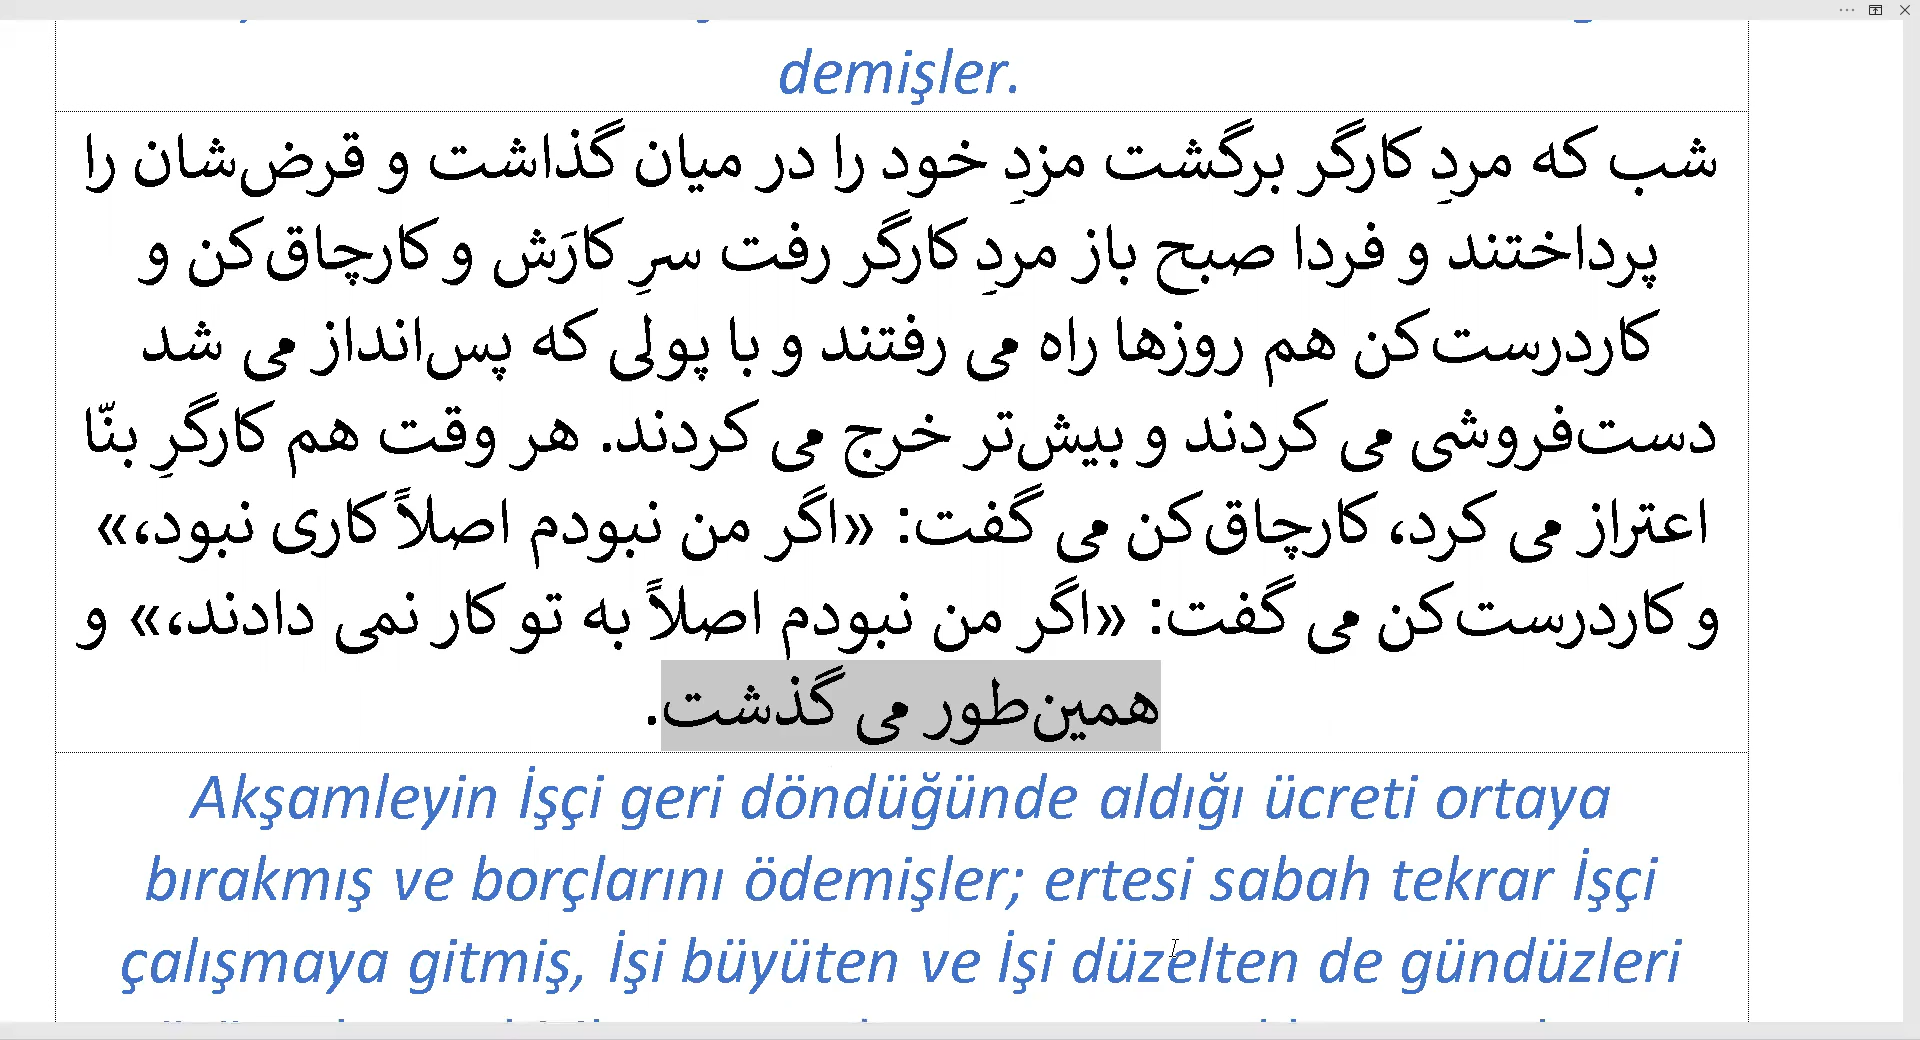 demişler.
شب که مردِ کارگر برگشت مزدِ خود را در میان گذاشت و قرض‌شان را
پرداختند و فردا صبح باز مردِ کارگر رفت سرِ کارَش و کارچاق‌کن و
کاردرست‌کن هم روزها راه می رفتند و با پولی که پس‌انداز می شد
دست‌فروشی می کردند و بیش‌تر خرج می کردند. هر وقت هم کارگرِ بنّا
اعتراز می کرد، کارچاق‌کن می گفت: «اگر من نبودم اصلاً کاری نبود،»
و کاردرست‌کن می گفت: «اگر من نبودم اصلاً به تو کار نمی دادند،» و
همین‌طور می گذشت.
Akşamleyin İşçi geri döndüğünde aldığı ücreti ortaya
bırakmış ve borçlarını ödemişler; ertesi sabah tekrar İşçi
çalışmaya gitmiş, İşi büyüten ve İşi düzelten de gündüzleri